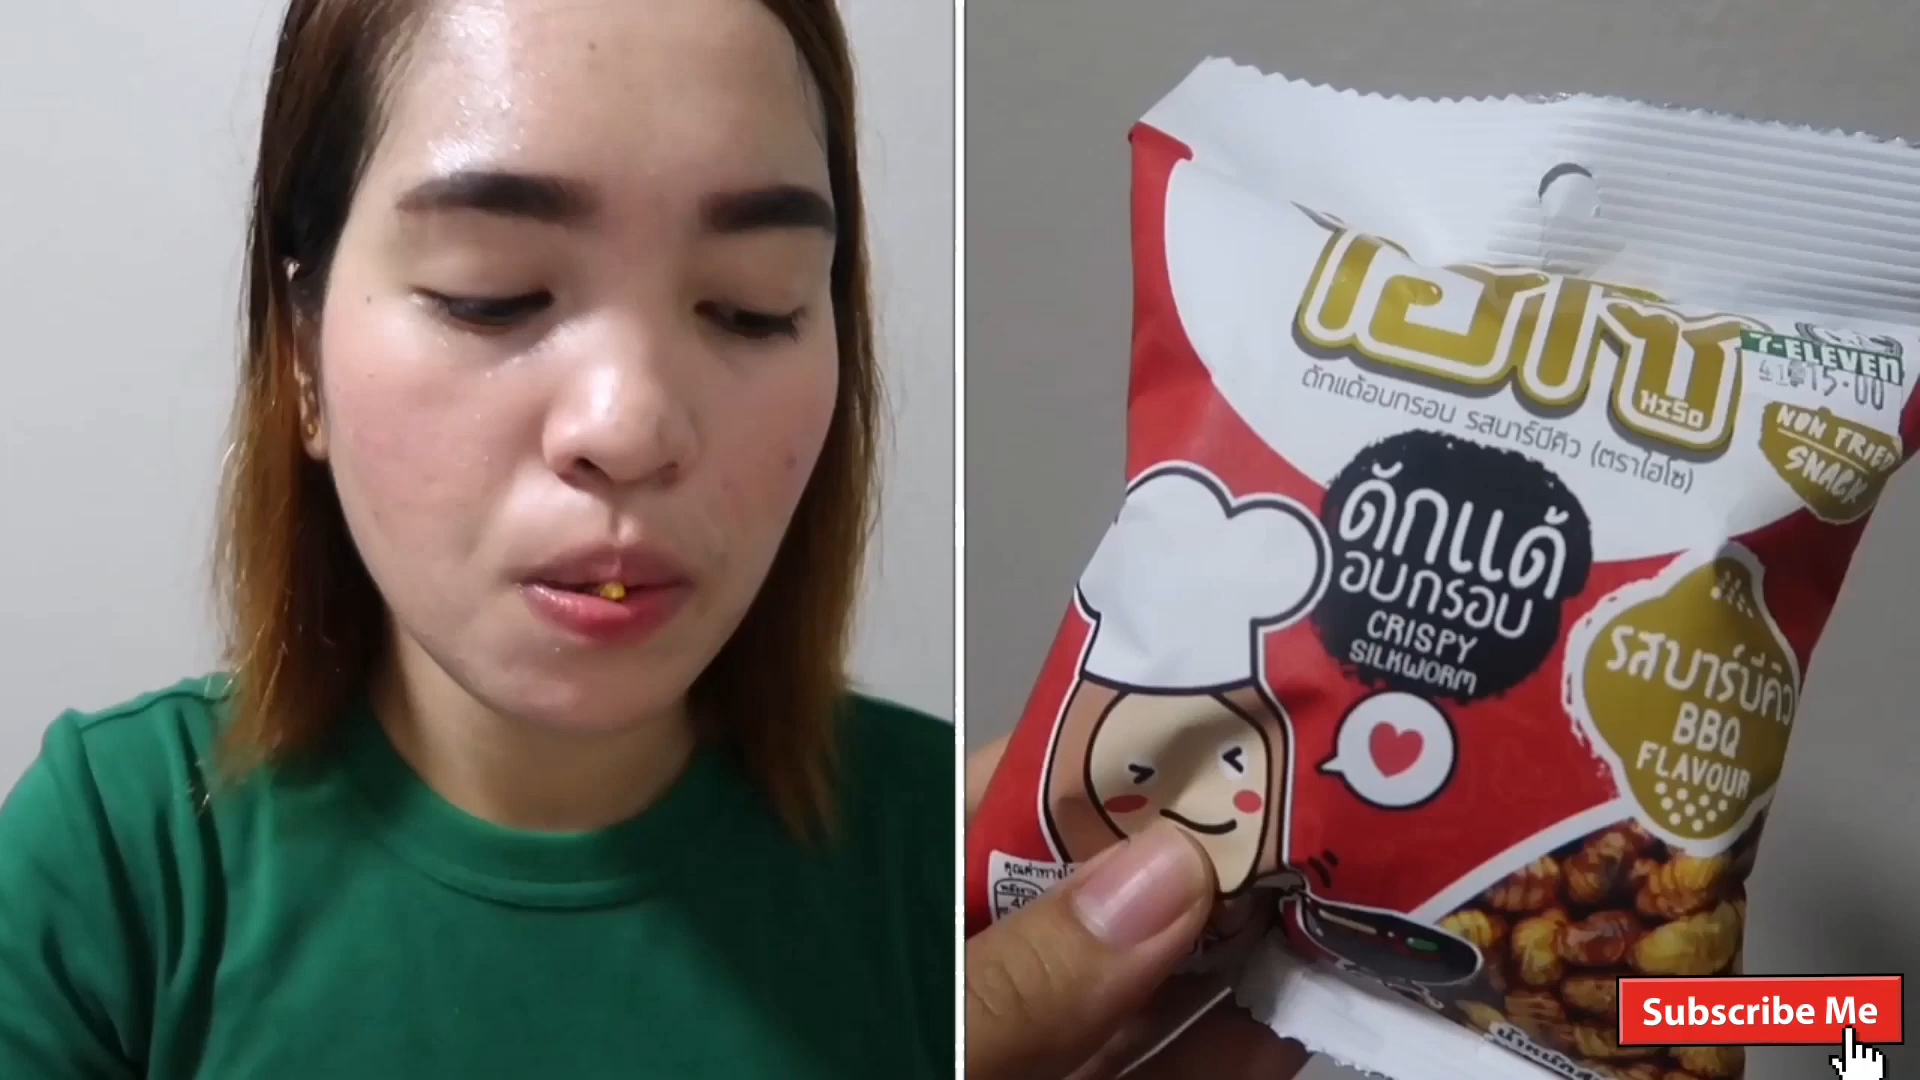 ไฮโซ
HISO
7-ELEVEN
15.00
ดักแด้อบกรอบ รสบาร์บีคิว (ตราไฮโซ)
NON FRIED
SNACK
ดักแด้
อบกรอบ
CRISPY
SILKWORM
รสบาร์บีคิว
BBQ
FLAVOUR
Subscribe Me